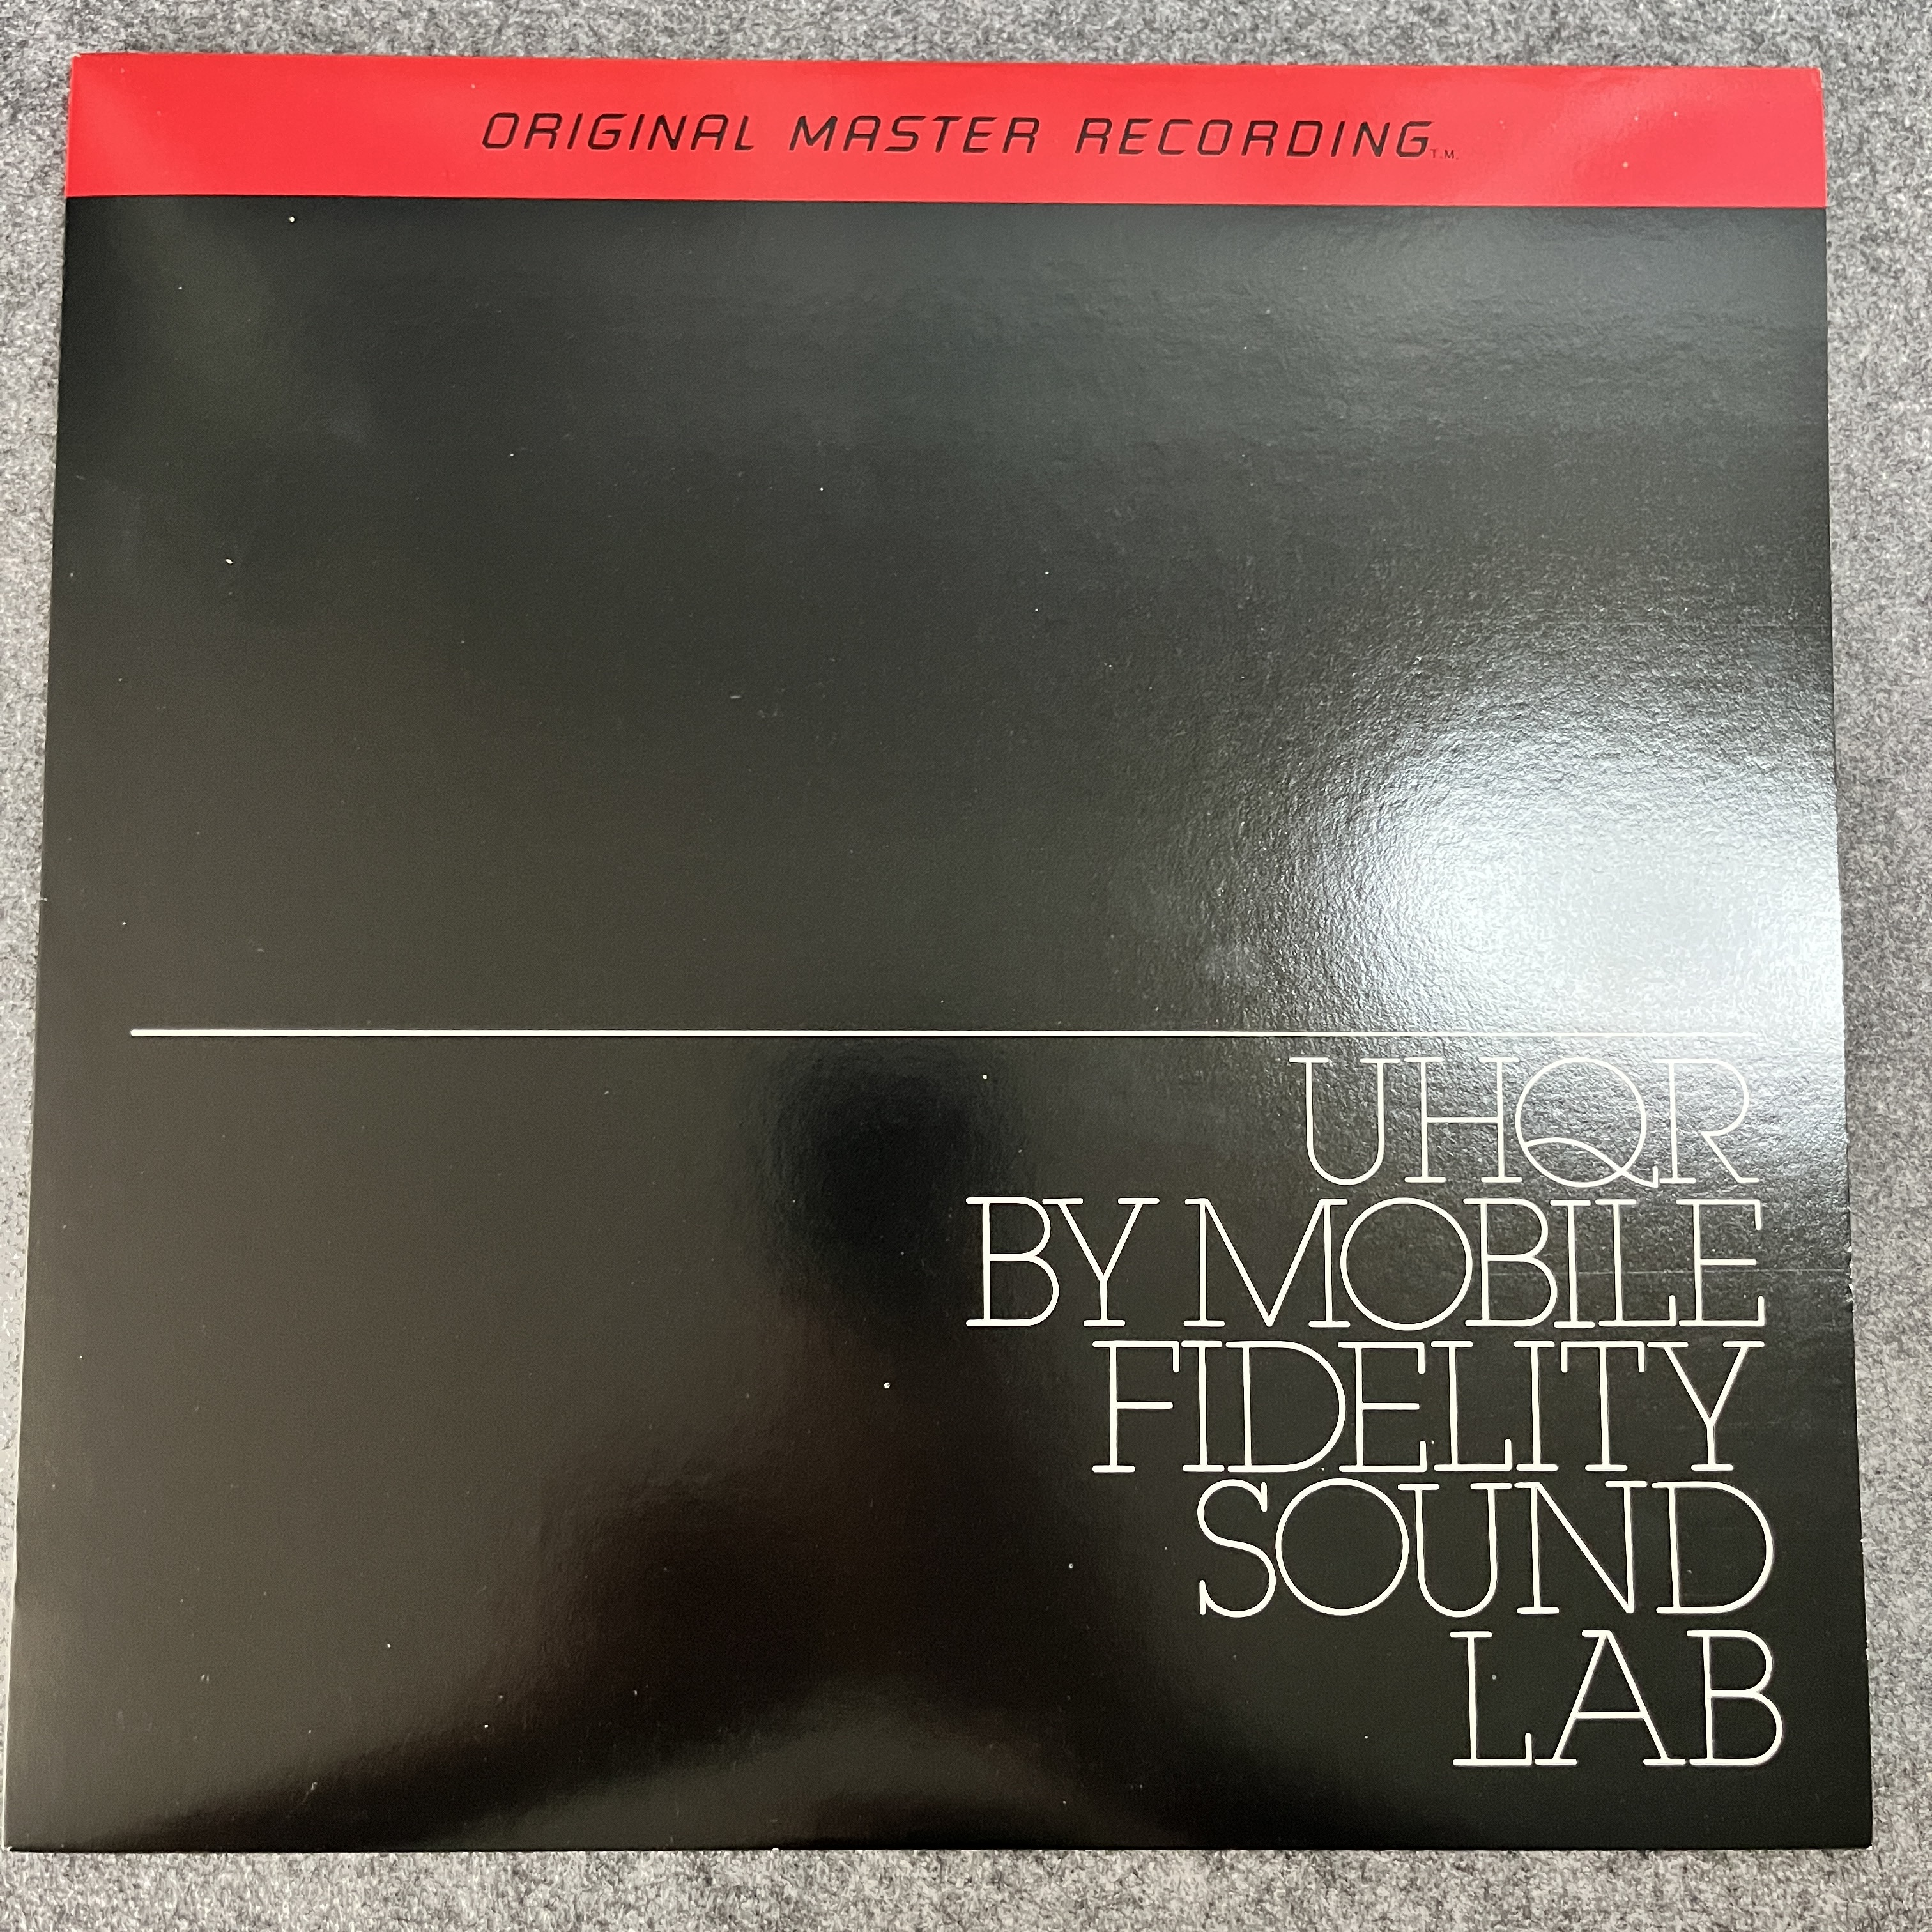 ORIGINAL MASTER RECORDING T.M.
UHQR
BY MOBILE
FIDELITY
SOUND
LAB